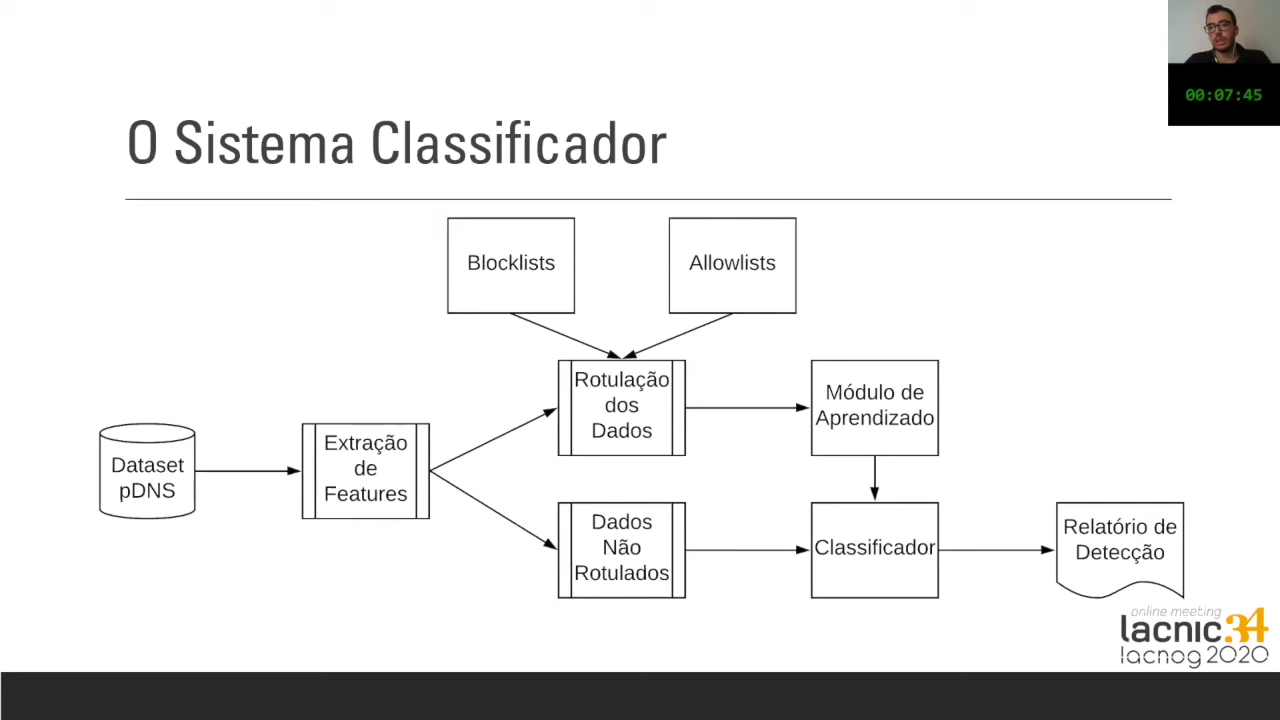 00:07:45
O Sistema Classificador
Blocklists
Allowlists
Rotulação
dos
Dados
Módulo de
Aprendizado
Dataset
pDNS
Extração
de
Features
Dados
Não
Rotulados
Classificador
Relatório de
Detecção
online meeting
lacnic.34
lacnog 2020